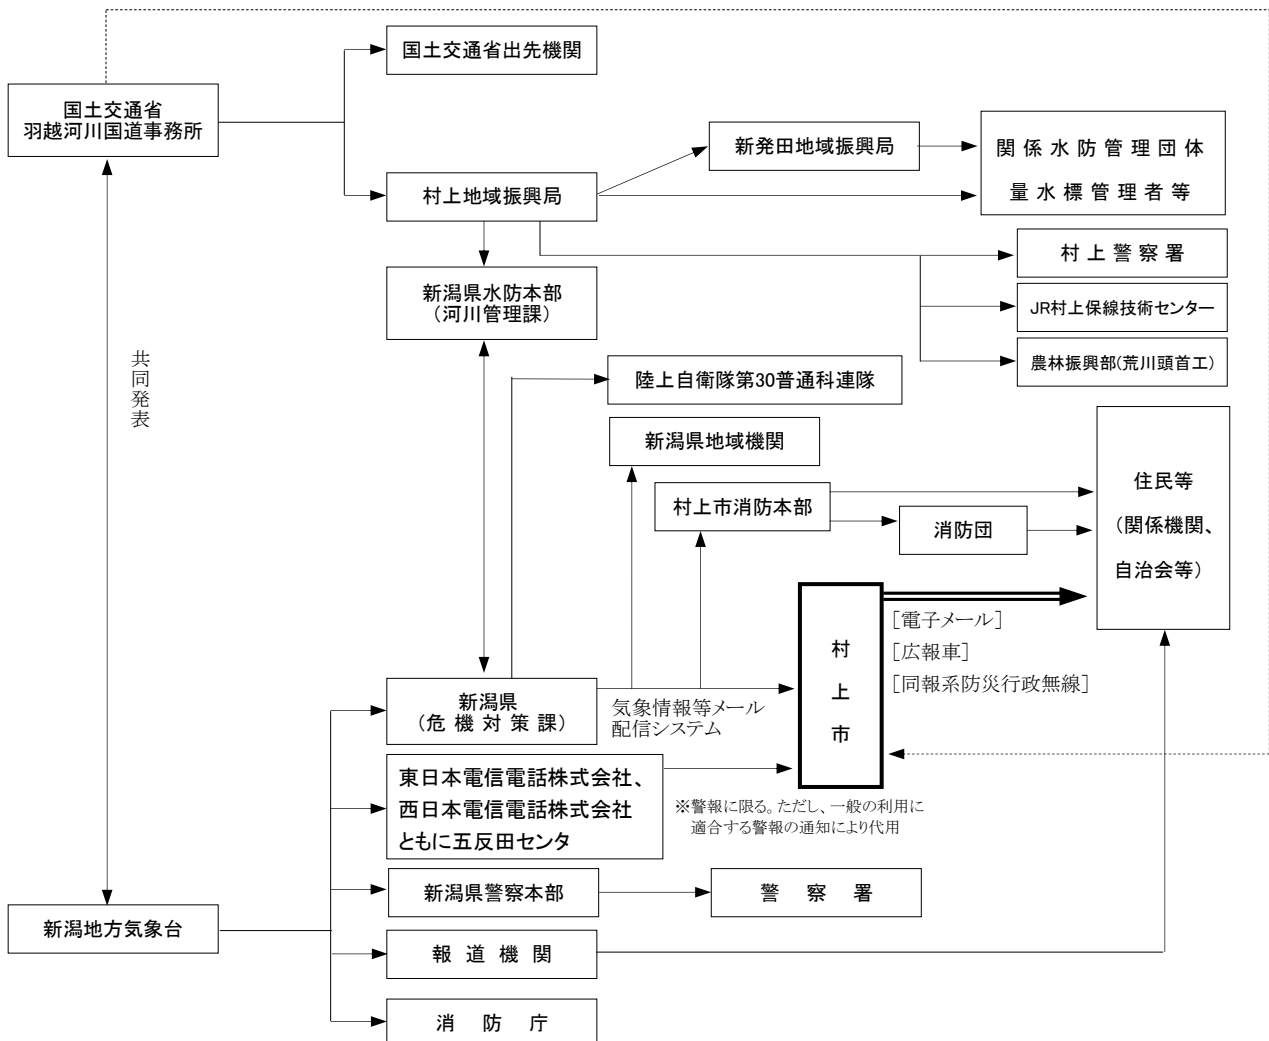 国土交通省出先機関
国土交通省
羽越河川国道事務所
新発田地域振興局
関係水防管理団体
量水標管理者等
村上地域振興局
村上警察署
新潟県水防本部
（河川管理課）
JR村上保線技術センター
農林振興部(荒川頭首工)
共同発表
陸上自衛隊第30普通科連隊
新潟県地域機関
住民等
（関係機関、
自治会等）
村上市消防本部
消防団
村上市
［電子メール］
［広報車］
［同報系防災行政無線］
新潟県
（危機対策課）
気象情報等メール
配信システム
東日本電信電話株式会社、
西日本電信電話株式会社
ともに五反田センタ
※警報に限る。ただし、一般の利用に
適合する警報の通知により代用
新潟県警察本部
警察署
新潟地方気象台
報道機関
消防庁